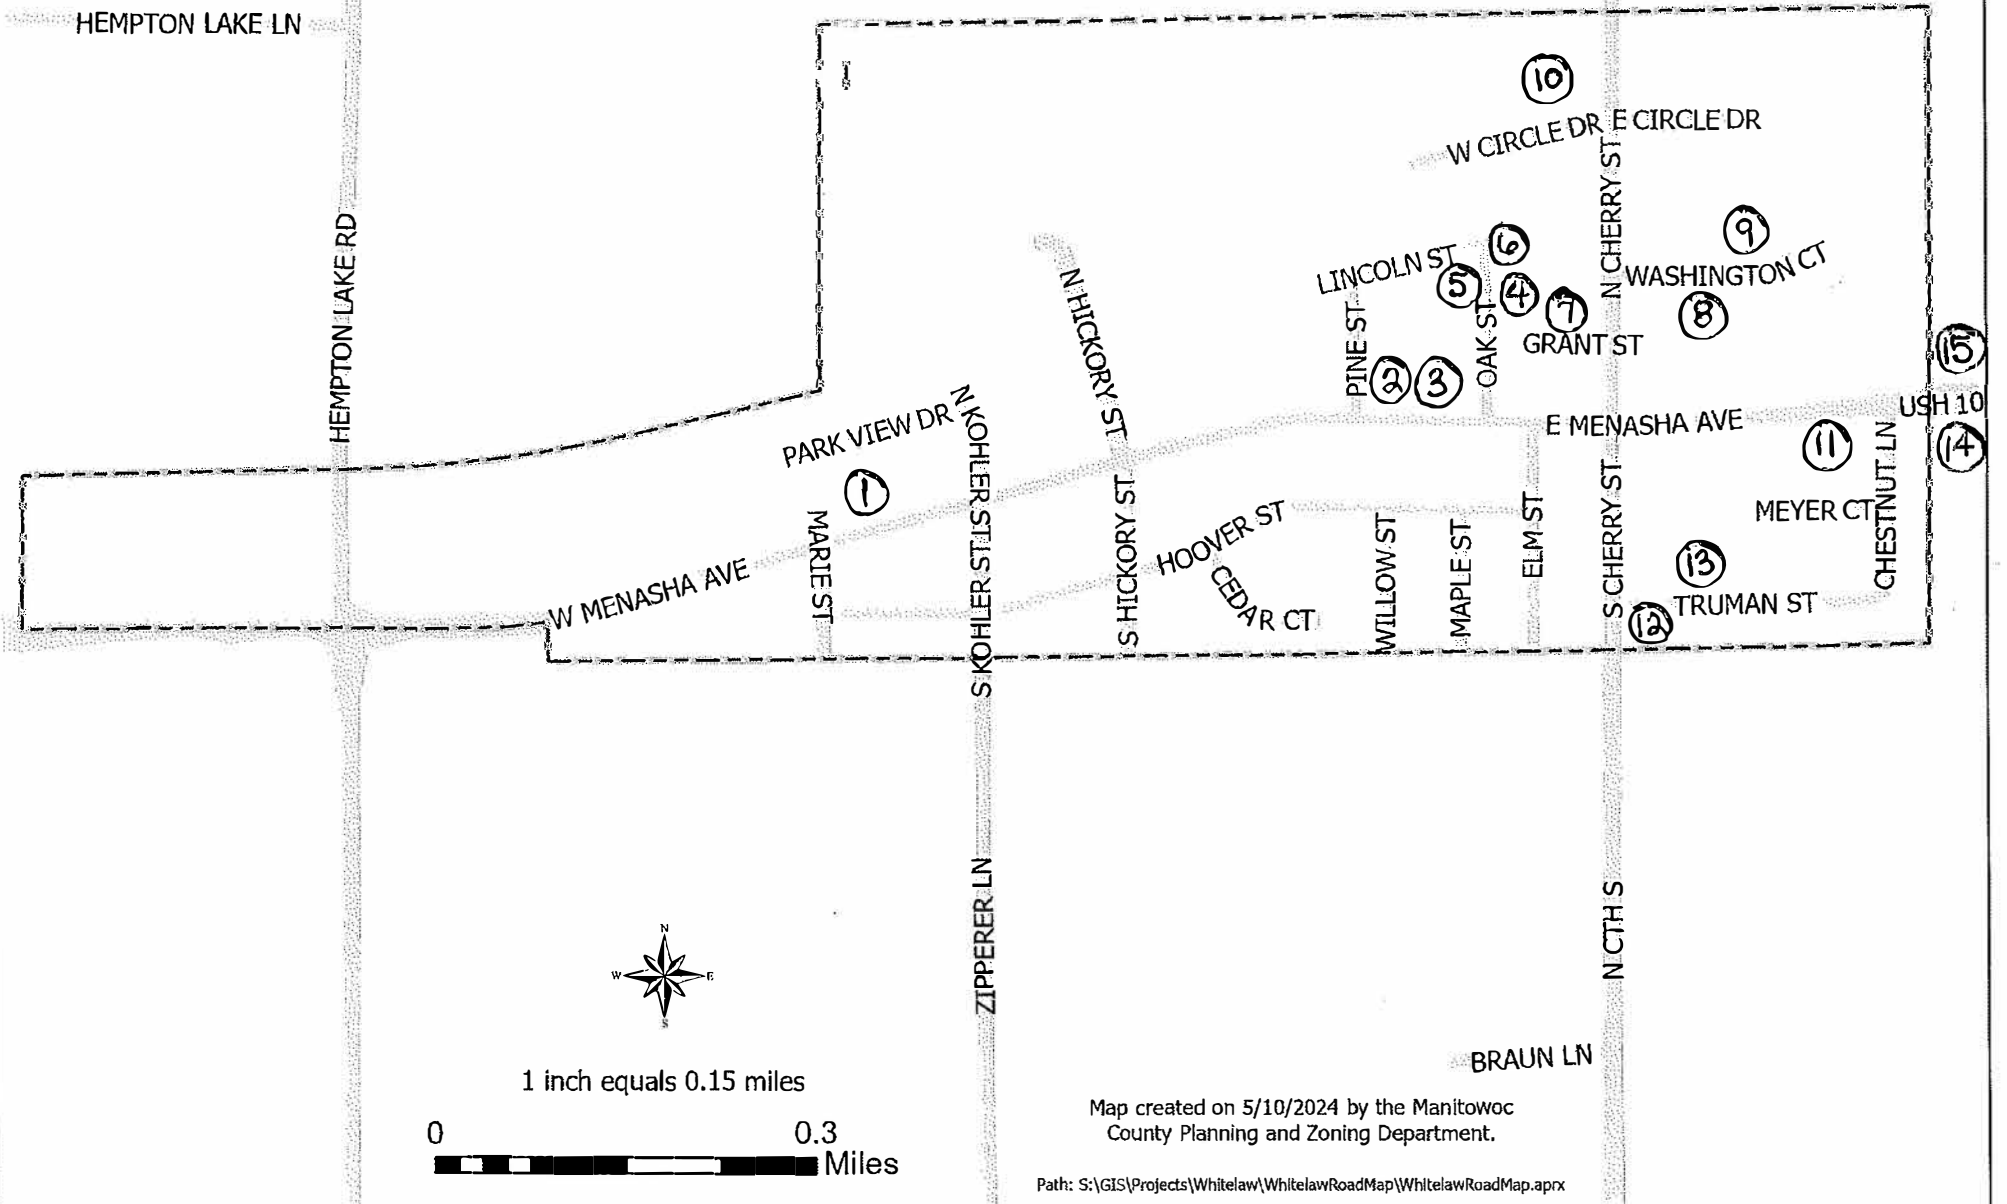 HEMPTON LAKE LN
10
W CIRCLE DR
E CIRCLE DR
N CHERRY ST
HEMPTON LAKE RD
9
WASHINGTON CT
6
LINCOLN ST
5
4
7
8
N HICKORY ST
PINE ST
OAK ST
GRANT ST
15
2
3
USH 10
PARK VIEW DR
N KOHLER ST
E MENASHA AVE
11
14
CHESTNUT LN
1
MARIE ST
S KOHLER ST
S HICKORY ST
HOOVER ST
WILLOW ST
MAPLE ST
ELM ST
S CHERRY ST
MEYER CT
W MENASHA AVE
CEDAR CT
13
TRUMAN ST
12
S KOHLER ST
ZIPPERER LN
N CTH S
N
W
E
S
BRAUN LN
1 inch equals 0.15 miles
0
0.3
Miles
Map created on 5/10/2024 by the Manitowoc
County Planning and Zoning Department.
Path: S:\GIS\Projects\Whitelaw\WhitelawRoadMap\WhitelawRoadMap.aprx